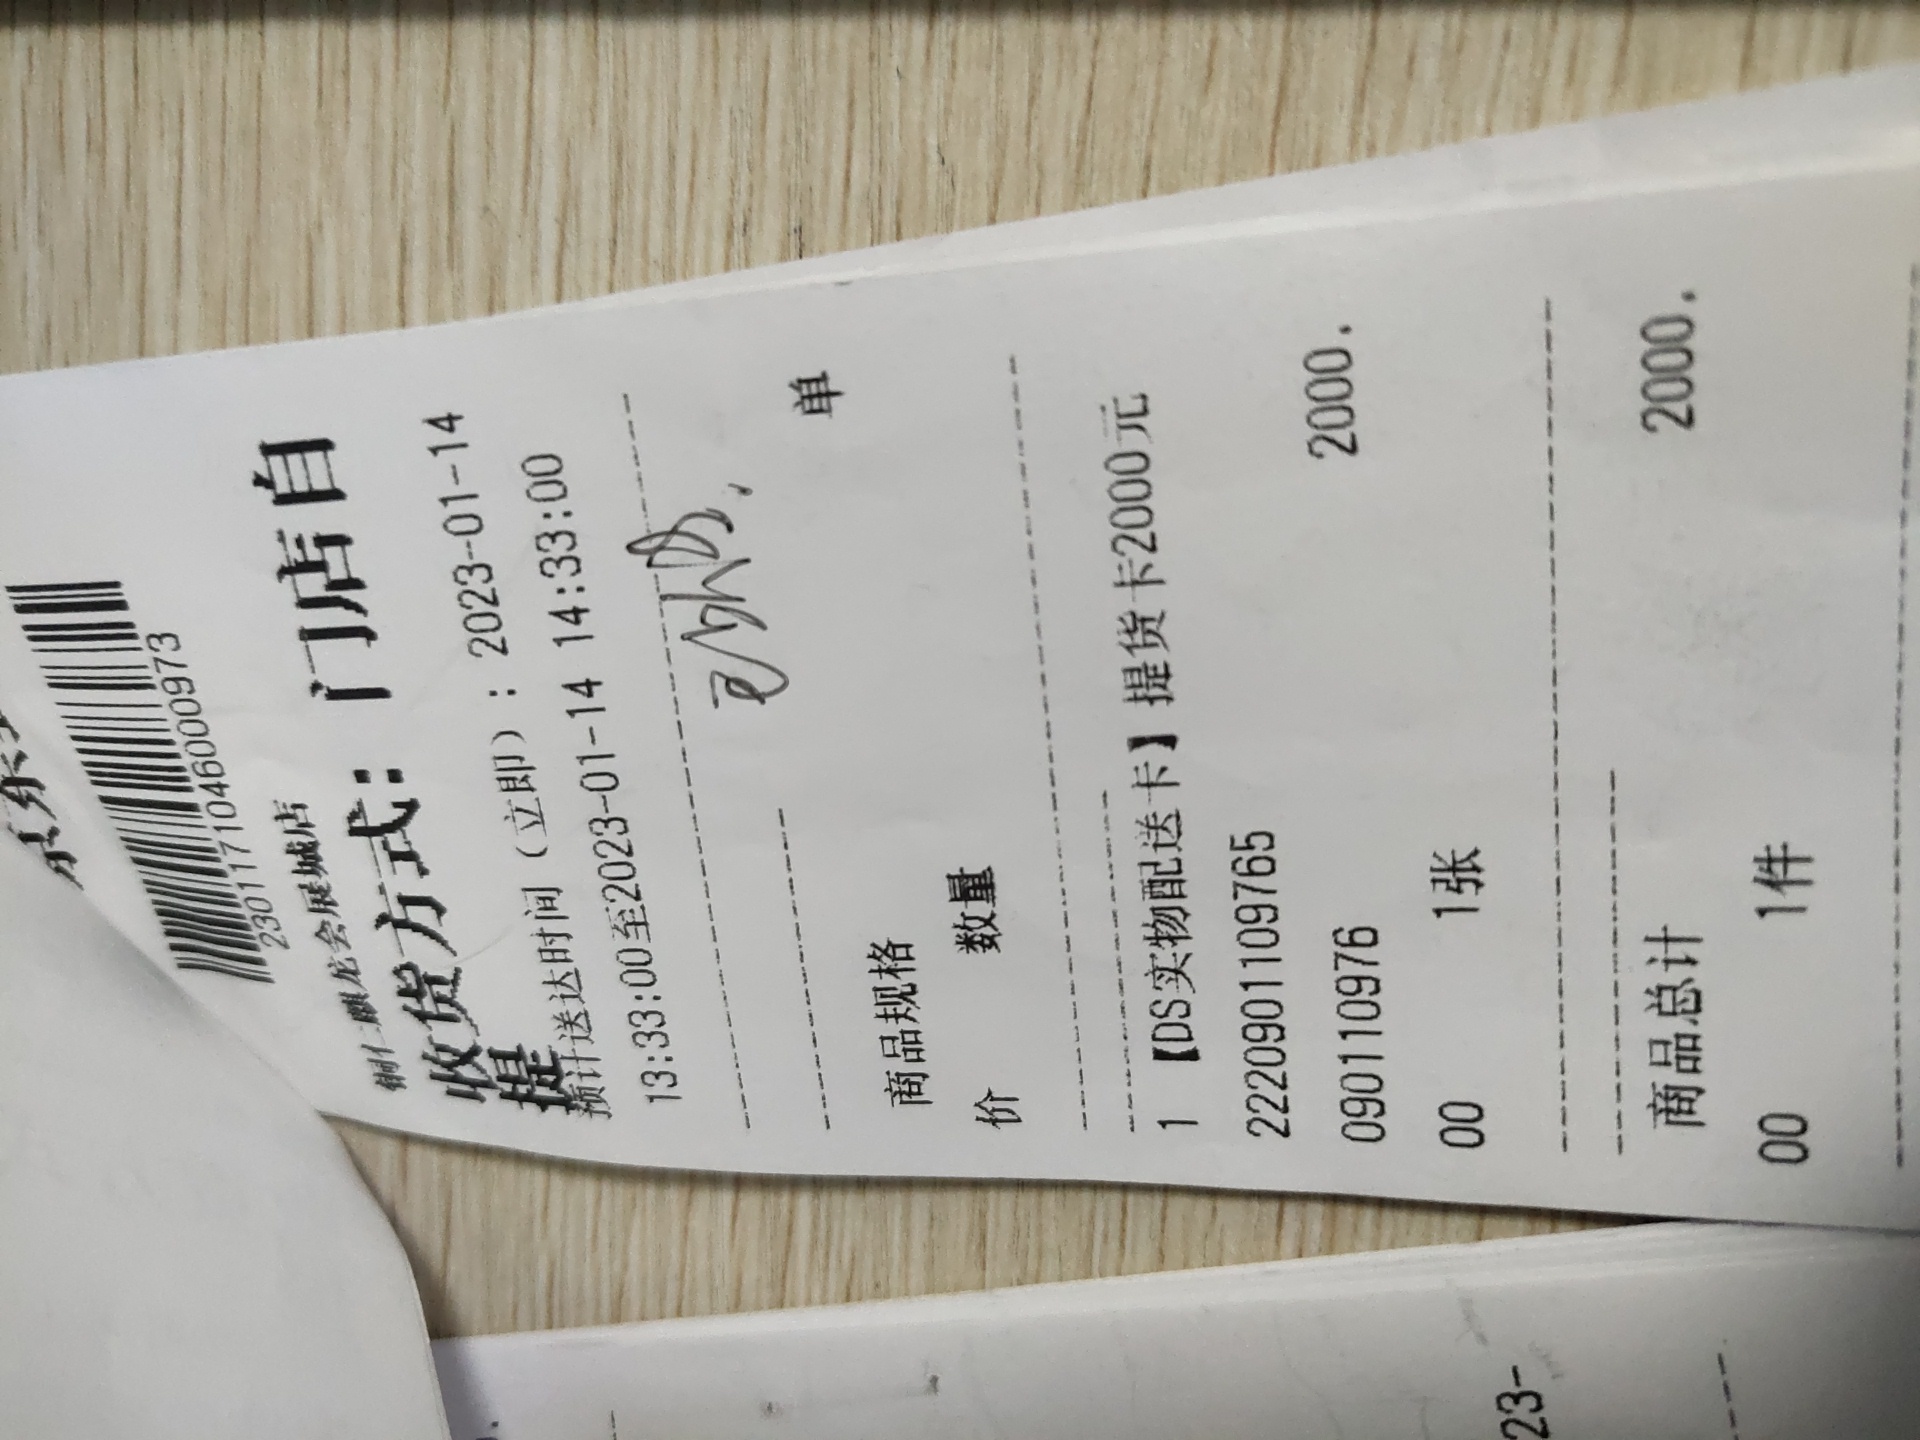 2301171046000973
铜仁麒龙会展城店
收货方式：门店自
提
预计送达时间（立即）：2023-01-14
13:33:00至2023-01-14 14:33:00
商品规格 单
价 数量
1 【DS实物配送卡】提货卡2000元
2220901109765
0901110976 2000.
00 1张
商品总计 2000.
00 1件
23-